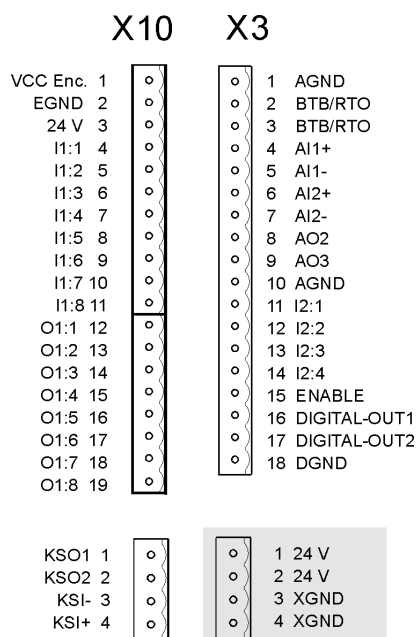 X10 X3
VCC Enc. 1
EGND 2
24 V 3
I1:1 4
I1:2 5
I1:3 6
I1:4 7
I1:5 8
I1:6 9
I1:7 10
I1:8 11
O1:1 12
O1:2 13
O1:3 14
O1:4 15
O1:5 16
O1:6 17
O1:7 18
O1:8 19
1 AGND
2 BTB/RTO
3 BTB/RTO
4 AI1+
5 AI1-
6 AI2+
7 AI2-
8 AO2
9 AO3
10 AGND
11 I2:1
12 I2:2
13 I2:3
14 I2:4
15 ENABLE
16 DIGITAL-OUT1
17 DIGITAL-OUT2
18 DGND
KSO1 1
KSO2 2
KSI- 3
KSI+ 4
1 24 V
2 24 V
3 XGND
4 XGND